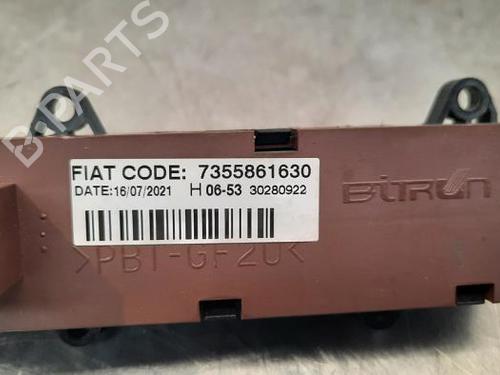 B-PARTS
FIAT CODE: 7355861630
DATE:16/07/2021 H 06-53 30280922
BITRON
>PBT-GF20<